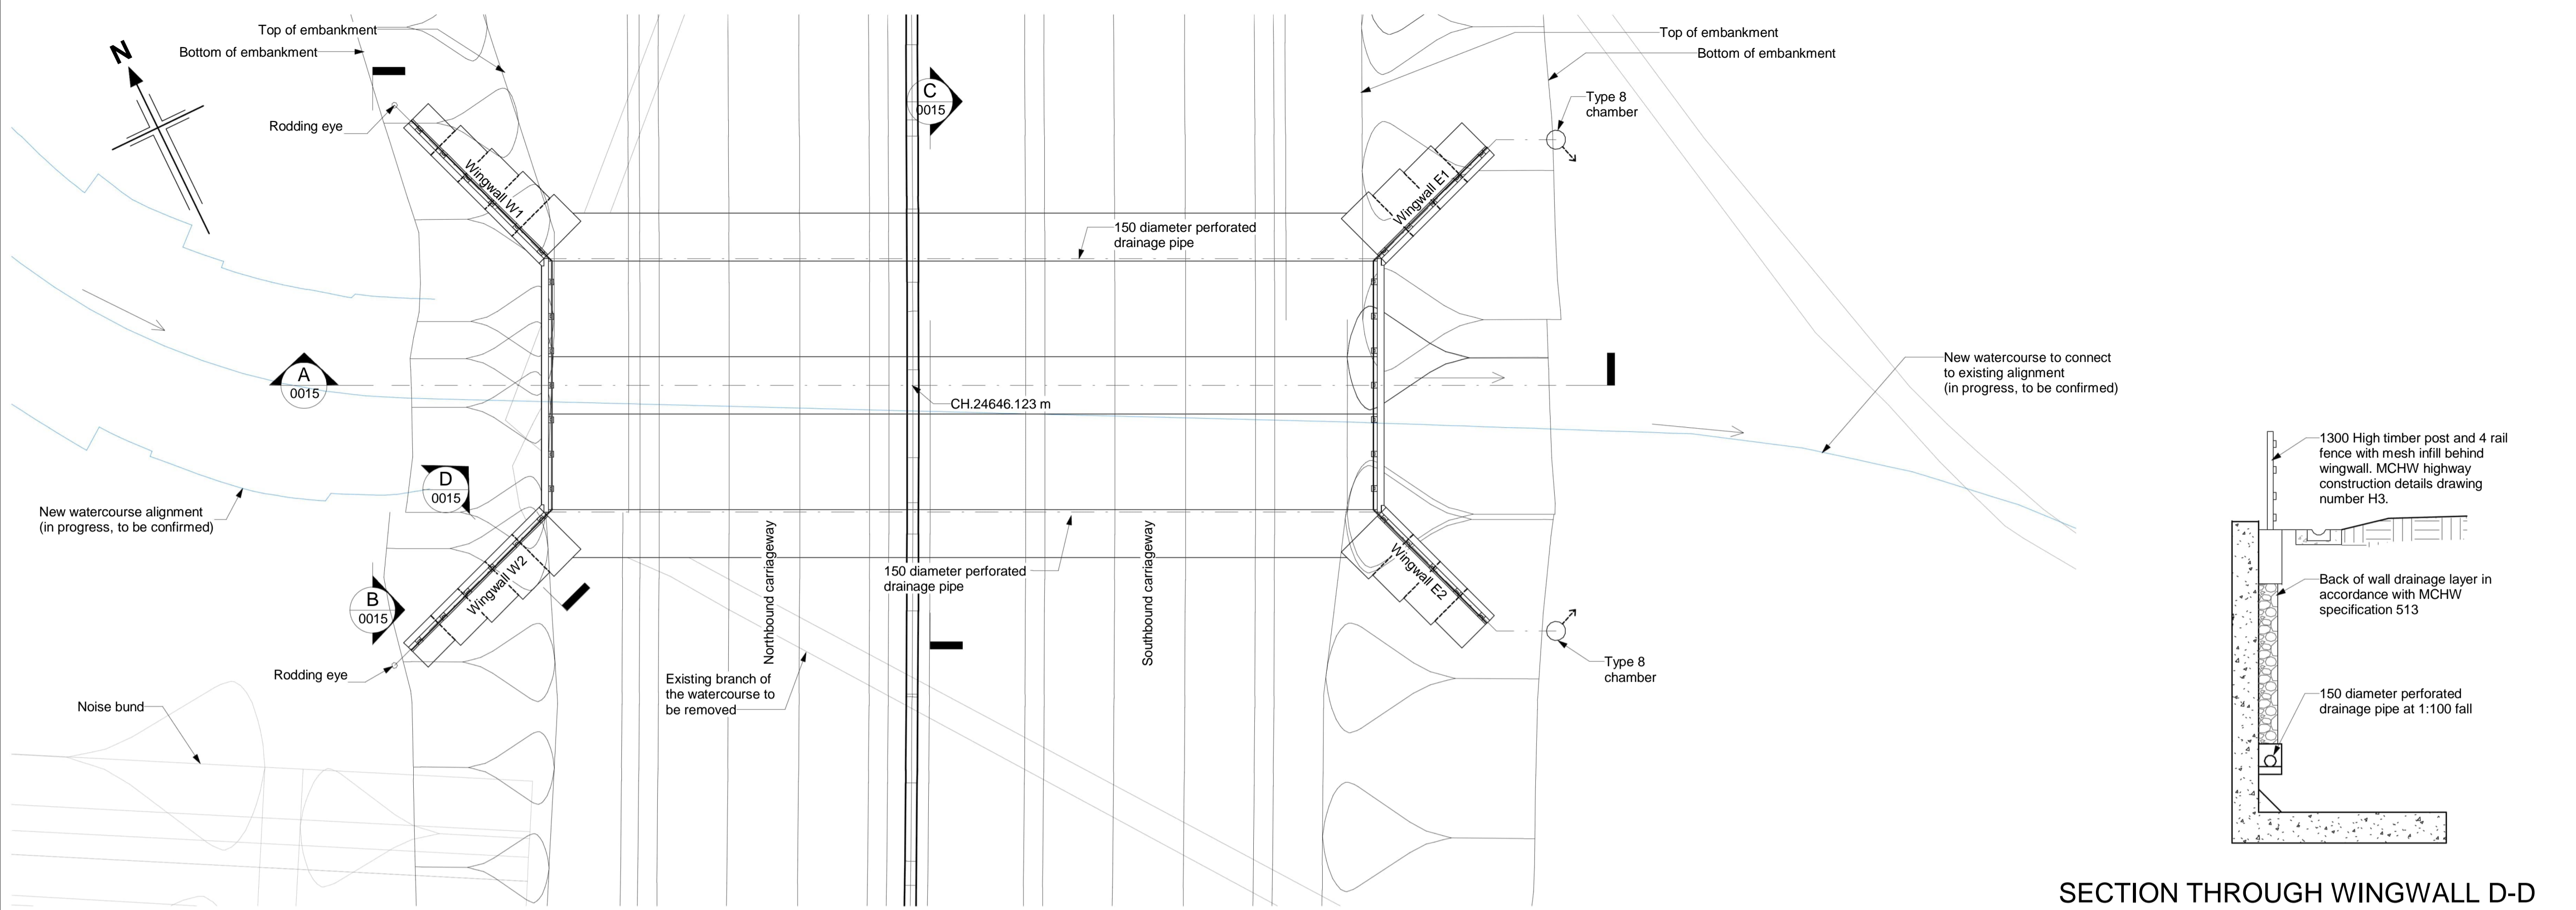 Top of embankment
Bottom of embankment
N
Rodding eye
Wingwall W1
C
0015
Top of embankment
Bottom of embankment
Type 8
chamber
Wingwall E1
150 diameter perforated
drainage pipe
A
0015
CH.24646.123 m
New watercourse to connect
to existing alignment
(in progress, to be confirmed)
D
0015
New watercourse alignment
(in progress, to be confirmed)
B
0015
Wingwall W2
Rodding eye
Noise bund
Northbound carriageway
150 diameter perforated
drainage pipe
Southbound carriageway
Existing branch of
the watercourse to
be removed
Wingwall E2
Type 8
chamber
1300 High timber post and 4 rail
fence with mesh infill behind
wingwall. MCHW highway
construction details drawing
number H3.
Back of wall drainage layer in
accordance with MCHW
specification 513
150 diameter perforated
drainage pipe at 1:100 fall
SECTION THROUGH WINGWALL D-D